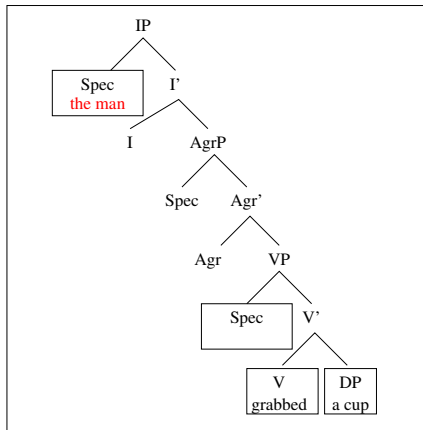 IP
Spec I'
the man
I AgrP
Spec Agr'
Agr VP
Spec V'
V DP
grabbed a cup